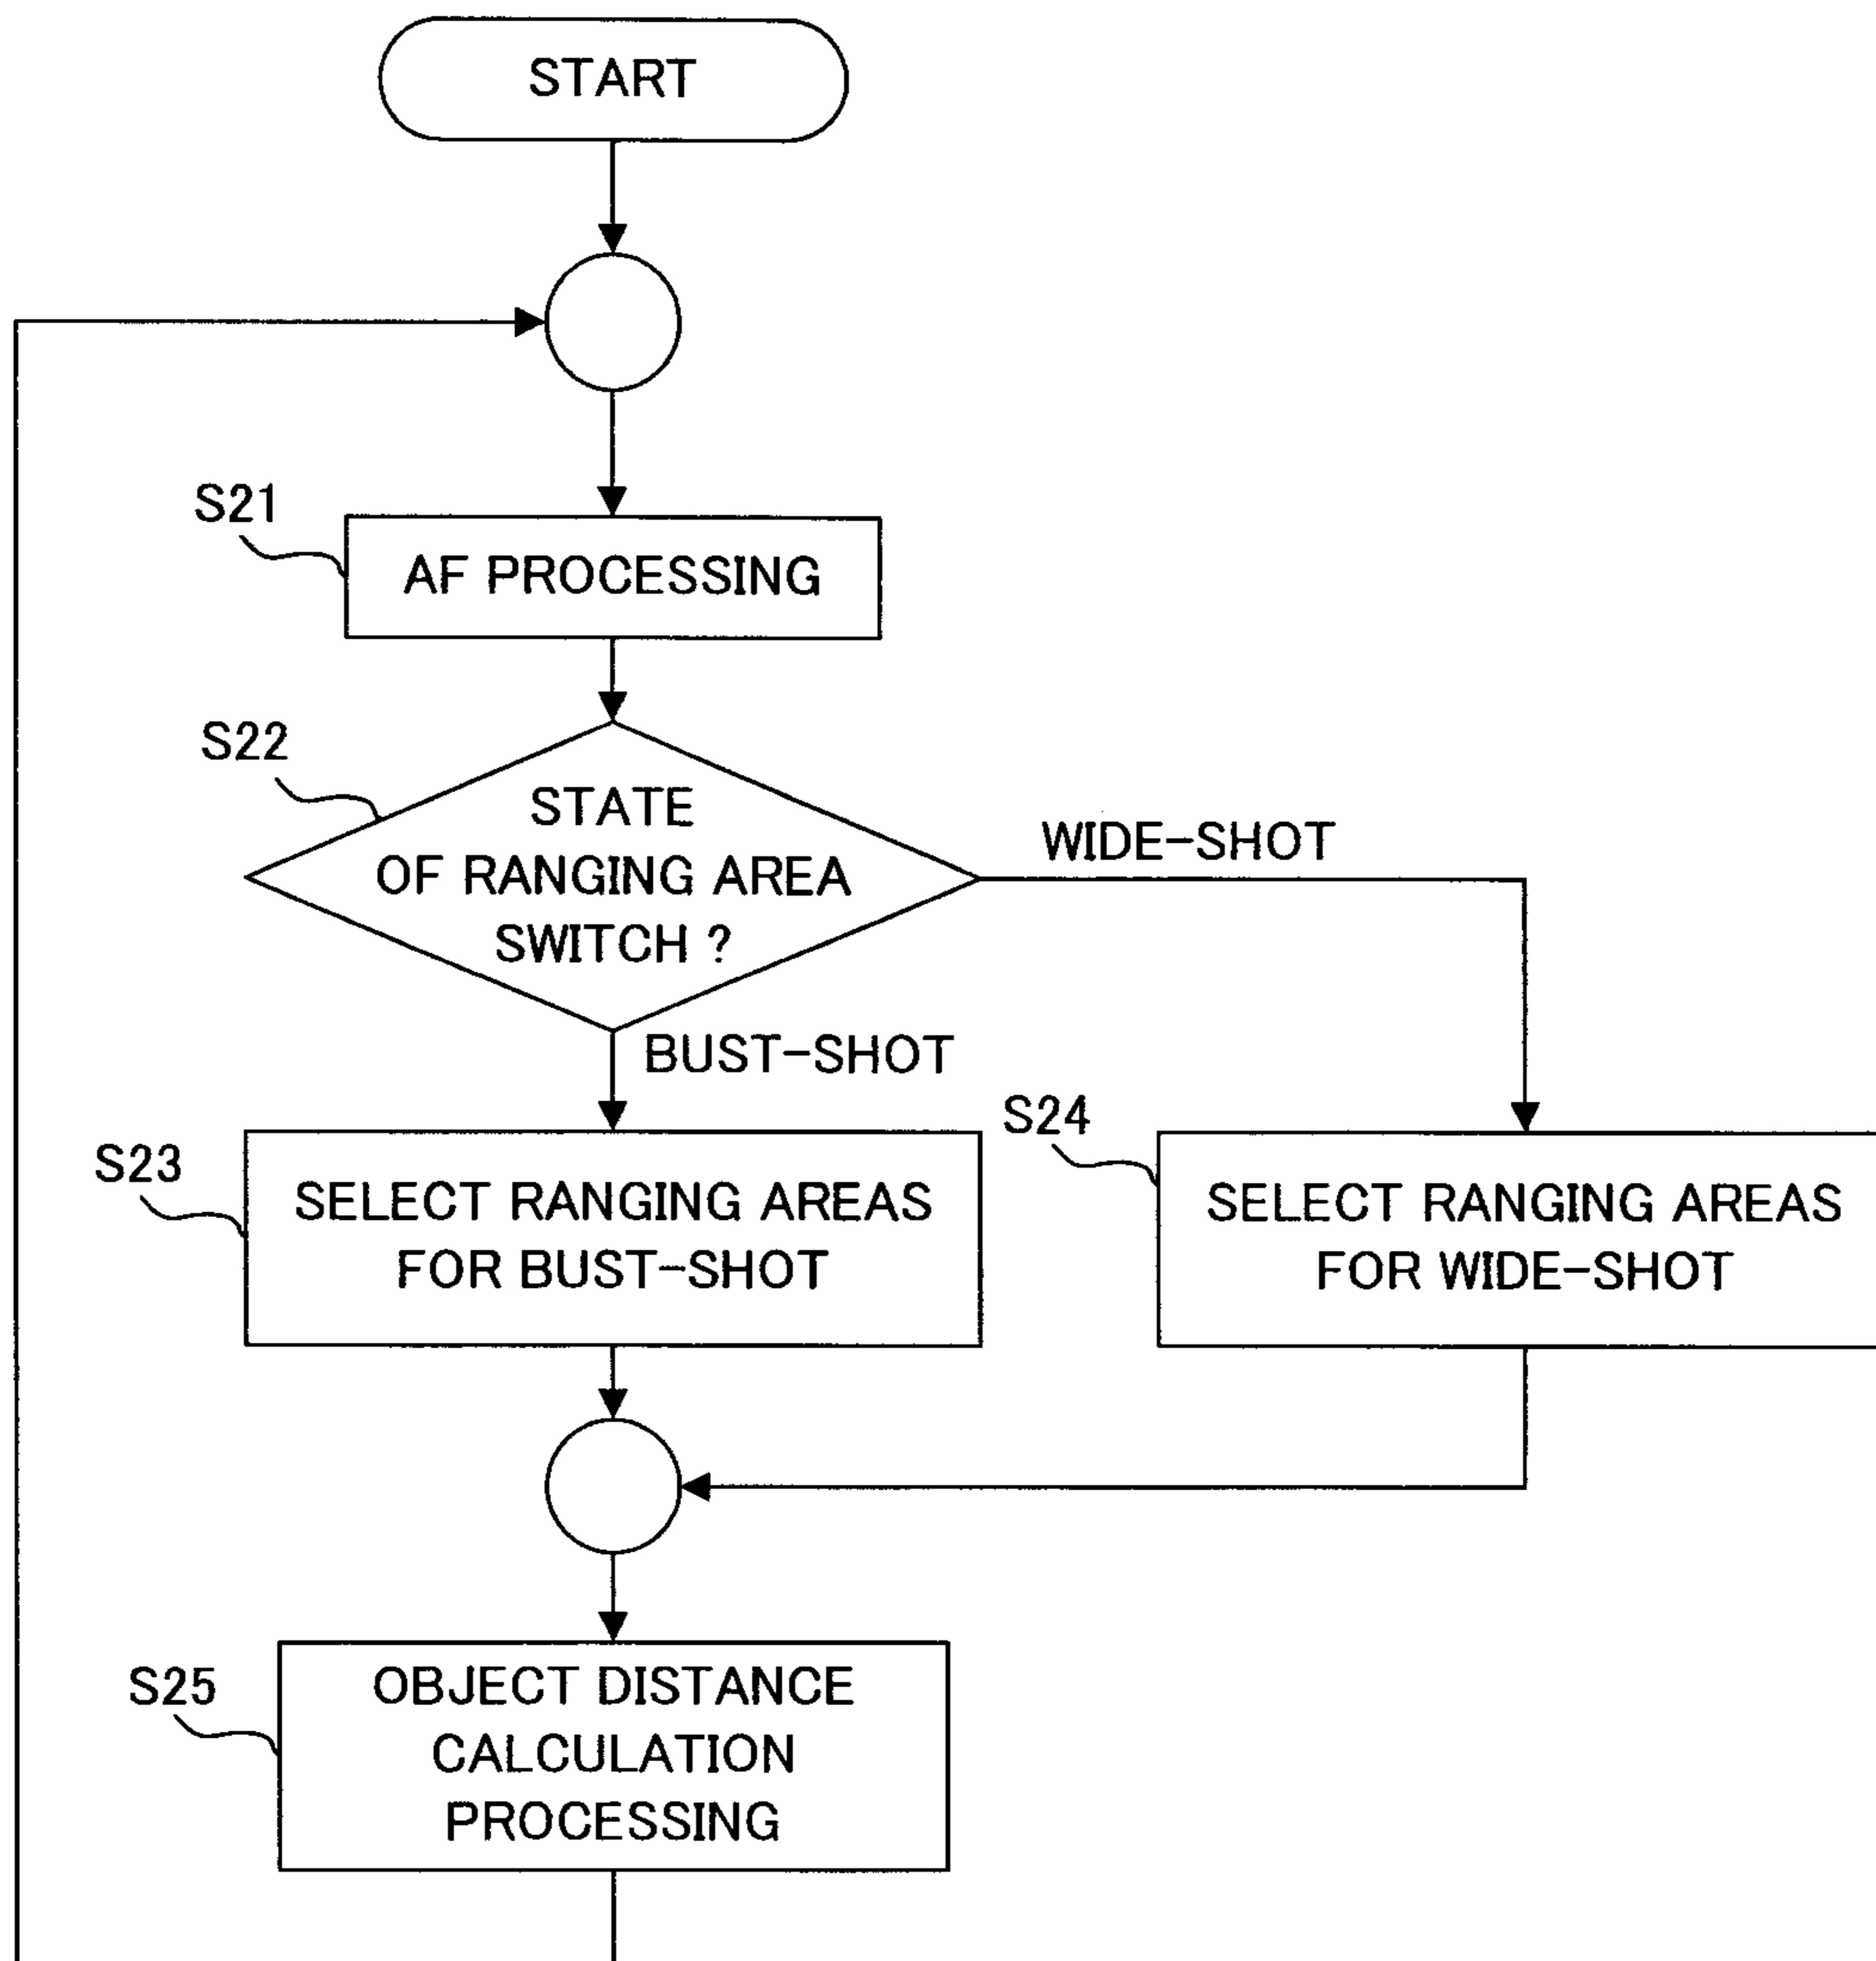 START
S21
AF PROCESSING
S22
STATE
OF RANGING AREA
SWITCH ?
WIDE-SHOT
BUST-SHOT
S23
SELECT RANGING AREAS
FOR BUST-SHOT
S24
SELECT RANGING AREAS
FOR WIDE-SHOT
S25
OBJECT DISTANCE
CALCULATION
PROCESSING